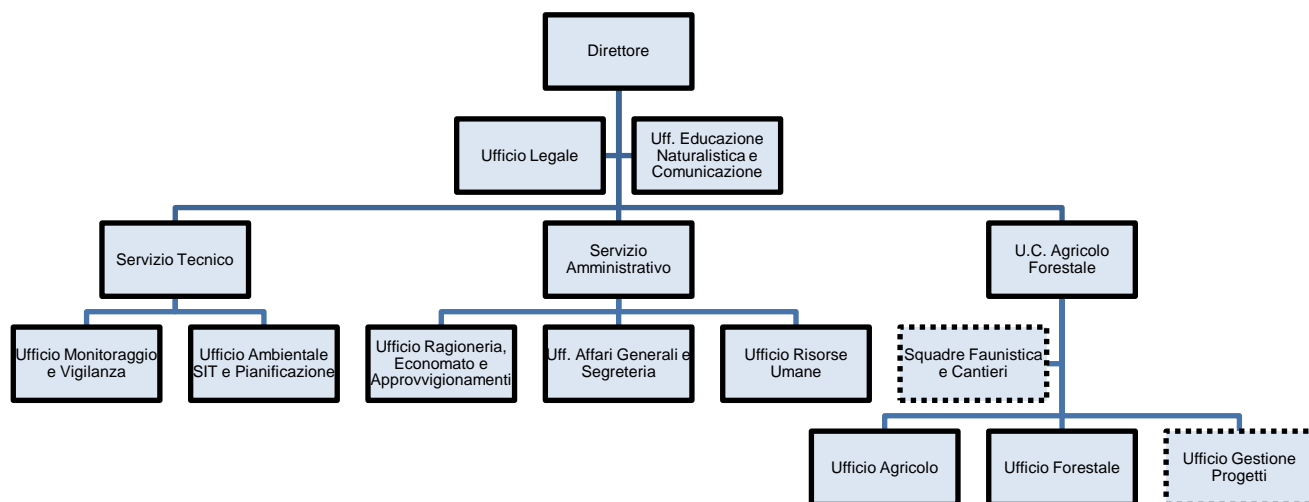 Direttore
Ufficio Legale
Uff. Educazione
Naturalistica e
Comunicazione
Servizio Tecnico
Servizio
Amministrativo
U.C. Agricolo
Forestale
Ufficio Monitoraggio
e Vigilanza
Ufficio Ambientale
SIT e Pianificazione
Ufficio Ragioneria,
Economato e
Approvvigionamenti
Uff. Affari Generali e
Segreteria
Ufficio Risorse
Umane
Squadre Faunistica
e Cantieri
Ufficio Agricolo
Ufficio Forestale
Ufficio Gestione
Progetti